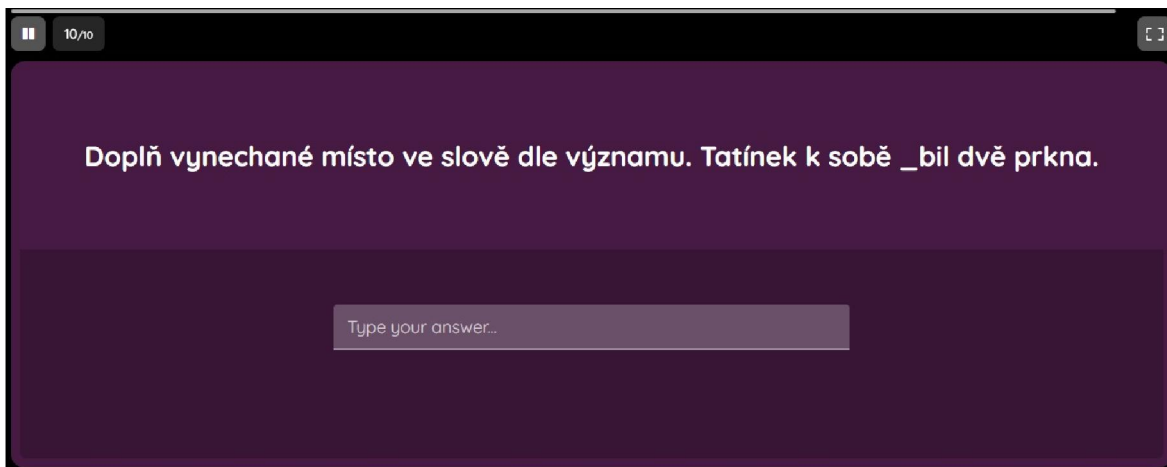 10/10
Doplň vynechané místo ve slově dle významu. Tatínek k sobě _bil dvě prkna.
Type your answer...